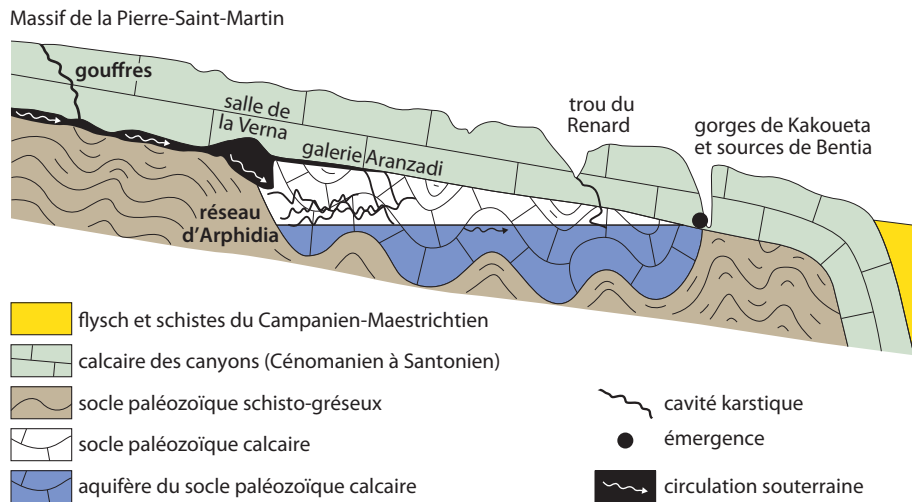 Massif de la Pierre-Saint-Martin
gouffres
salle de
la Verna
galerie Aranzadi
trou du
Renard
gorges de Kakoueta
et sources de Bentia
réseau
d'Arphidia
flysch et schistes du Campanien-Maestrichtien
calcaire des canyons (Cénomanien à Santonien)
socle paléozoïque schisto-gréseux
socle paléozoïque calcaire
aquifère du socle paléozoïque calcaire
cavité karstique
émergence
circulation souterraine